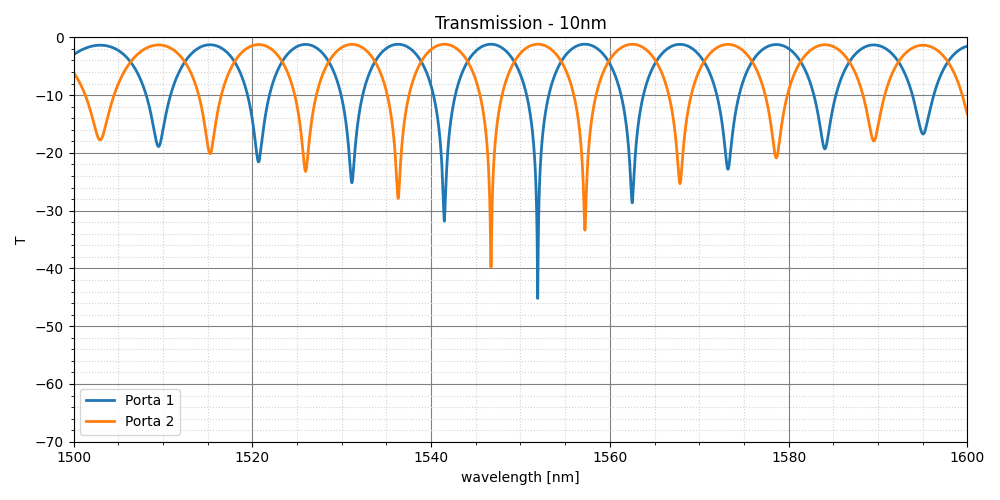 Transmission - 10nm
0
−10
−20
−30
−40
−50
−60
−70
T
Porta 1
Porta 2
1500 1520 1540 1560 1580 1600
wavelength [nm]